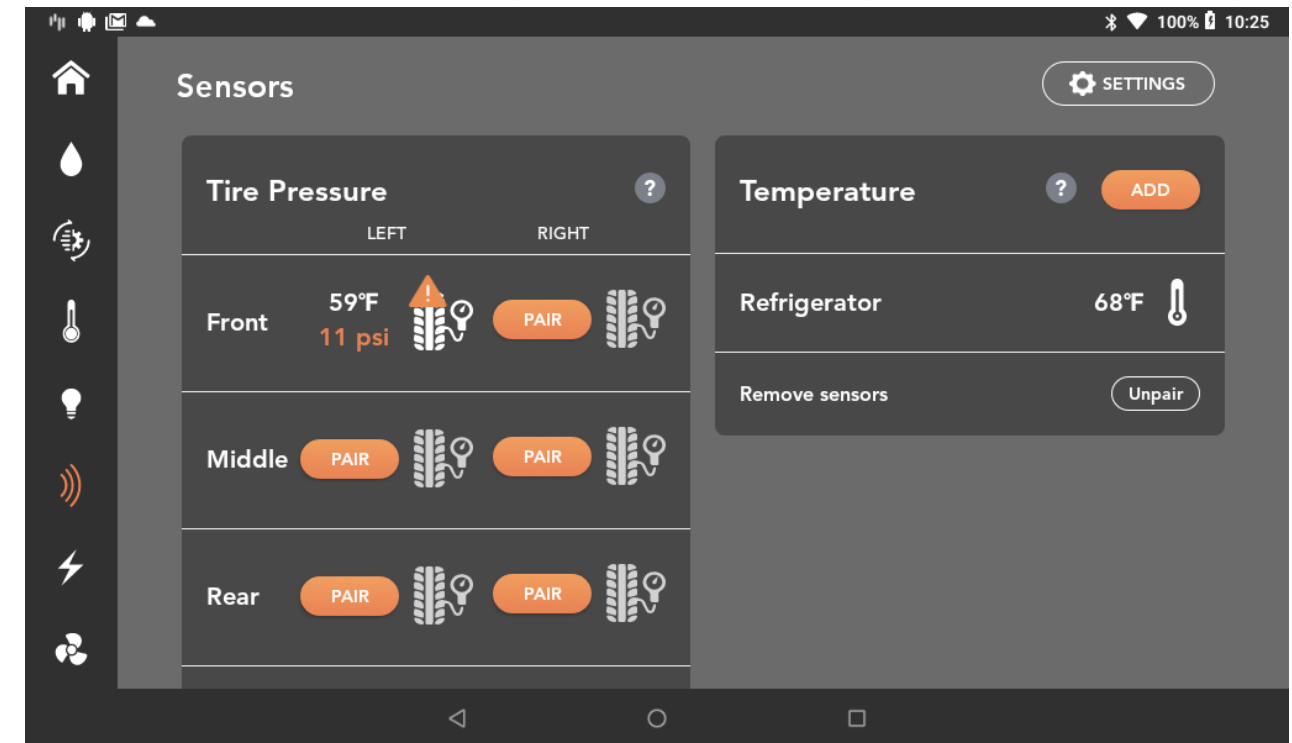 100% 10:25
Sensors
SETTINGS
Tire Pressure
?
LEFT RIGHT
Front
59°F
11 psi
!
PAIR
Middle PAIR PAIR
Rear PAIR PAIR
Temperature
?
ADD
Refrigerator 68°F
Remove sensors Unpair